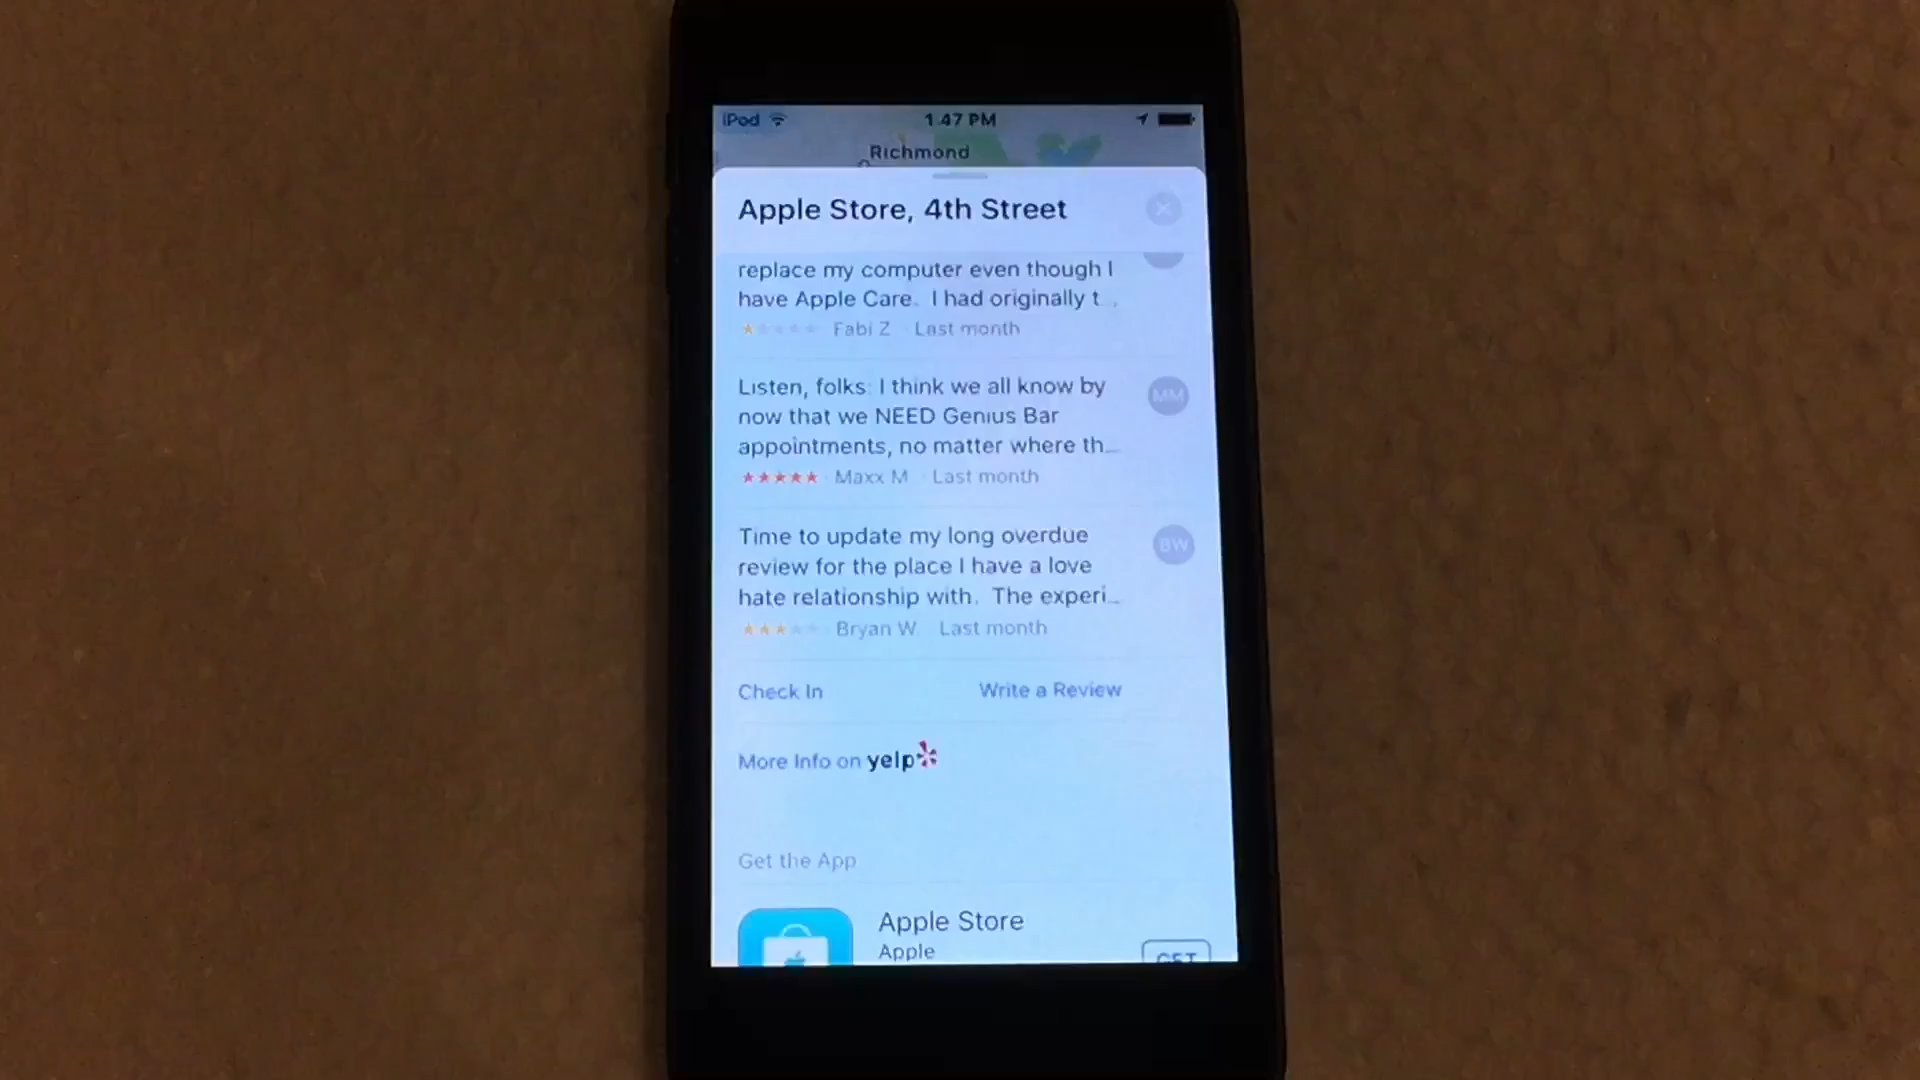 iPod
1:47 PM
Richmond
Apple Store, 4th Street
replace my computer even though I
have Apple Care. I had originally t...
Fabi Z. · Last month
Listen, folks: I think we all know by
now that we NEED Genius Bar
appointments, no matter where th...
MM
Maxx M. · Last month
Time to update my long overdue
review for the place I have a love
hate relationship with. The experi...
BW
Bryan W. · Last month
Check In
Write a Review
More Info on yelp
Get the App
Apple Store
Apple
GET